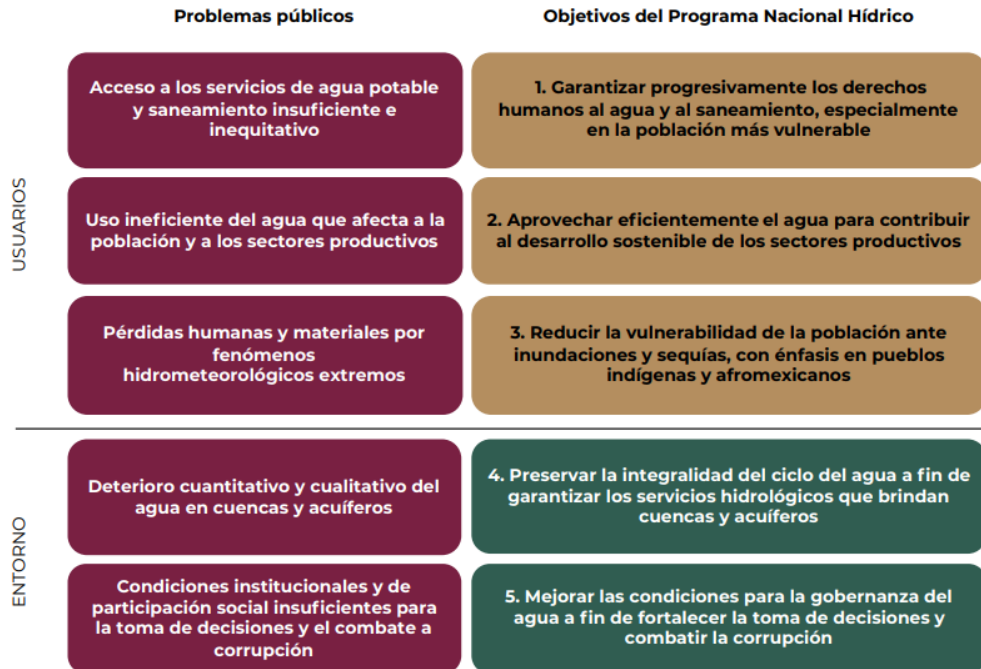 Problemas públicos
Objetivos del Programa Nacional Hídrico
USUARIOS
Acceso a los servicios de agua potable
y saneamiento insuficiente e
inequitativo
1. Garantizar progresivamente los derechos
humanos al agua y al saneamiento, especialmente
en la población más vulnerable
Uso ineficiente del agua que afecta a la
población y a los sectores productivos
2. Aprovechar eficientemente el agua para contribuir
al desarrollo sostenible de los sectores productivos
Pérdidas humanas y materiales por
fenómenos
hidrometeorológicos extremos
3. Reducir la vulnerabilidad de la población ante
inundaciones y sequías, con énfasis en pueblos
indígenas y afromexicanos
ENTORNO
Deterioro cuantitativo y cualitativo del
agua en cuencas y acuíferos
4. Preservar la integralidad del ciclo del agua a fin de
garantizar los servicios hidrológicos que brindan
cuencas y acuíferos
Condiciones institucionales y de
participación social insuficientes para
la toma de decisiones y el combate a
corrupción
5. Mejorar las condiciones para la gobernanza del
agua a fin de fortalecer la toma de decisiones y
combatir la corrupción